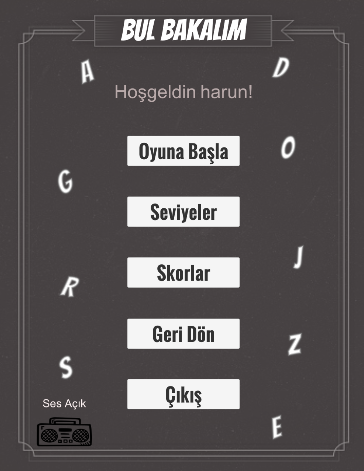 BUL BAKALIM
A
D
Hoşgeldin harun!
Oyuna Başla
O
G
Seviyeler
J
Skorlar
R
Geri Dön
Z
S
Çıkış
Ses Açık
E